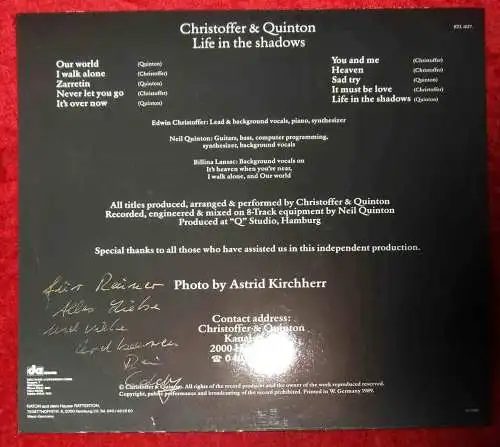 Christoffer & Quinton
Life in the shadows
Our world (Quinton)
I walk alone (Christoffer)
Zarretin (Quinton)
Never let you go (Christoffer)
It's over now (Quinton)
You and me (Christoffer)
Heaven (Christoffer)
Sad try (Quinton)
It must be love (Christoffer)
Life in the shadows (Quinton)
Edwin Christoffer: Lead & background vocals, piano, synthesizer
Neil Quinton: Guitars, bass, computer programming,
synthesizer, background vocals
Billina Lansac: Background vocals on
It's heaven when you're near,
I walk alone, and Our world
All titles produced, arranged & performed by Christoffer & Quinton
Recorded, engineered & mixed on 8-Track equipment by Neil Quinton
Produced at "Q" Studio, Hamburg
Special thanks to all those who have assisted us in this independent production.
Photo by Astrid Kirchherr
für Rainer
Alles Liebe
und viele
Contact address:
Christoffer & Quinton
2000
© Christoffer & Quinton. All rights of the record producer and the owner of the work reproduced.
Copyright, public performance and broadcasting of the record prohibited. Printed in W. Germany 1989.
da